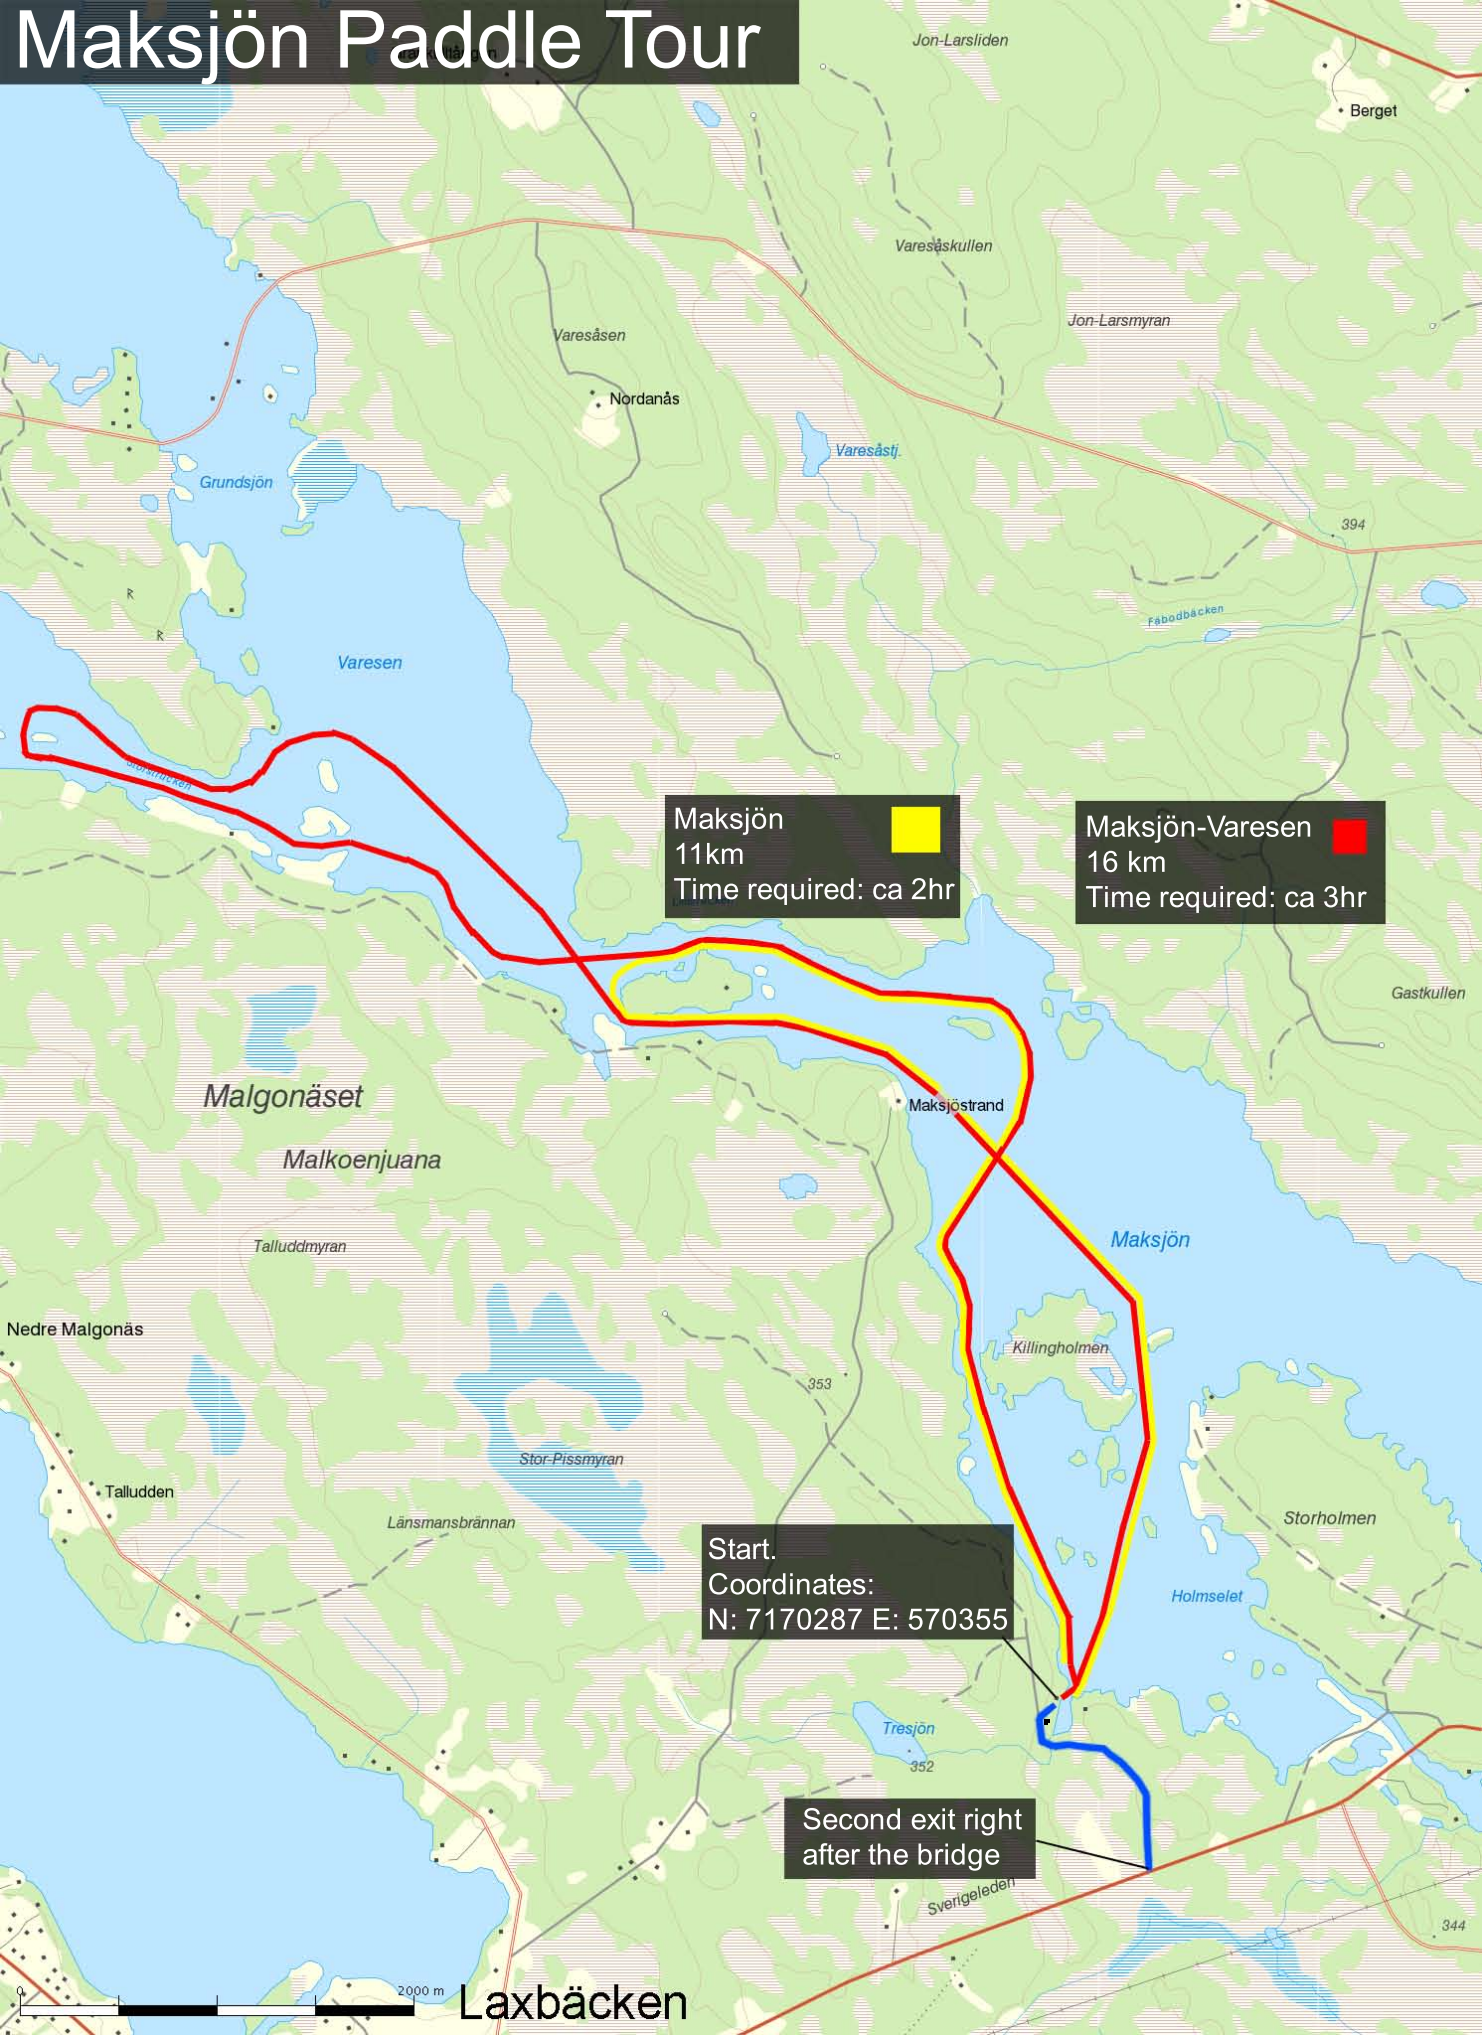 Maksjön Paddle Tour
Jon-Larsliden
Berget
Varesåskullen
Jon-Larsmyran
Varesåsen
Nordanås
Varesåstj.
Grundsjön
394
R
Fäbodbäcken
R
Varesen
Storstrucken
Maksjön
11km
Time required: ca 2hr
Maksjön-Varesen
16 km
Time required: ca 3hr
Gastkullen
Malgonäset
Maksjöstrand
Malkoenjuana
Maksjön
Talluddmyran
Nedre Malgonäs
Killingholmen
353
Stor-Pissmyran
Talludden
Länsmansbrännan
Storholmen
Start.
Coordinates:
N: 7170287 E: 570355
Holmselet
Tresjön
352
Second exit right
after the bridge
Sverigeleden
344
0
2000 m
Laxbäcken